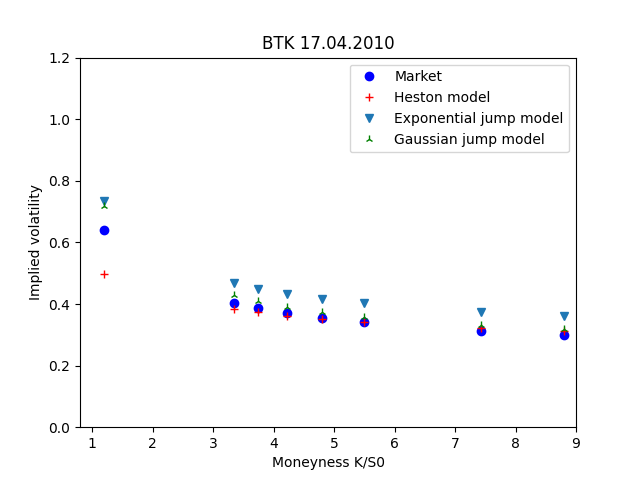 BTK 17.04.2010
Market
Heston model
Exponential jump model
Gaussian jump model
Implied volatility
1.2
1.0
0.8
0.6
0.4
0.2
0.0
1 2 3 4 5 6 7 8 9
Moneyness K/S0